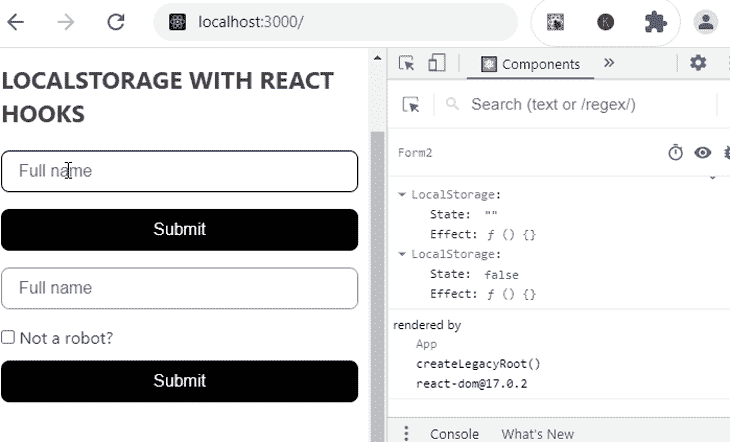 localhost:3000/
K
LOCALSTORAGE WITH REACT
HOOKS
Full name
Submit
Full name
Not a robot?
Submit
Components
Search (text or /regex/)
Form2
LocalStorage:
State: ""
Effect: ƒ () {}
LocalStorage:
State: false
Effect: ƒ () {}
rendered by
App
createLegacyRoot()
react-dom@17.0.2
Console What's New